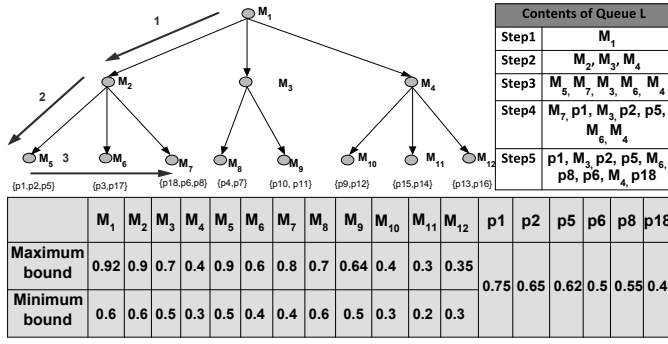 1
M1
Contents of Queue L
Step1 M1
Step2 M2, M3, M4
Step3 M5, M7, M3, M6, M4
Step4 M7, p1, M3, p2, p5, M6, M4
Step5 p1, M3, p2, p5, M6, p8, p6, M4, p18
M2 M3 M4
2
M5 M6 M7 M8 M9 M10 M11 M12
3
{p1,p2,p5} {p3,p17} {p18,p6,p8} {p4,p7} {p10, p11} {p9,p12} {p15,p14} {p13,p16}
M1 M2 M3 M4 M5 M6 M7 M8 M9 M10 M11 M12 p1 p2 p5 p6 p8 p18
Maximum bound 0.92 0.9 0.7 0.4 0.9 0.6 0.8 0.7 0.64 0.4 0.3 0.35
0.75 0.65 0.62 0.5 0.55 0.4
Minimum bound 0.6 0.6 0.5 0.3 0.5 0.4 0.4 0.6 0.5 0.3 0.2 0.3